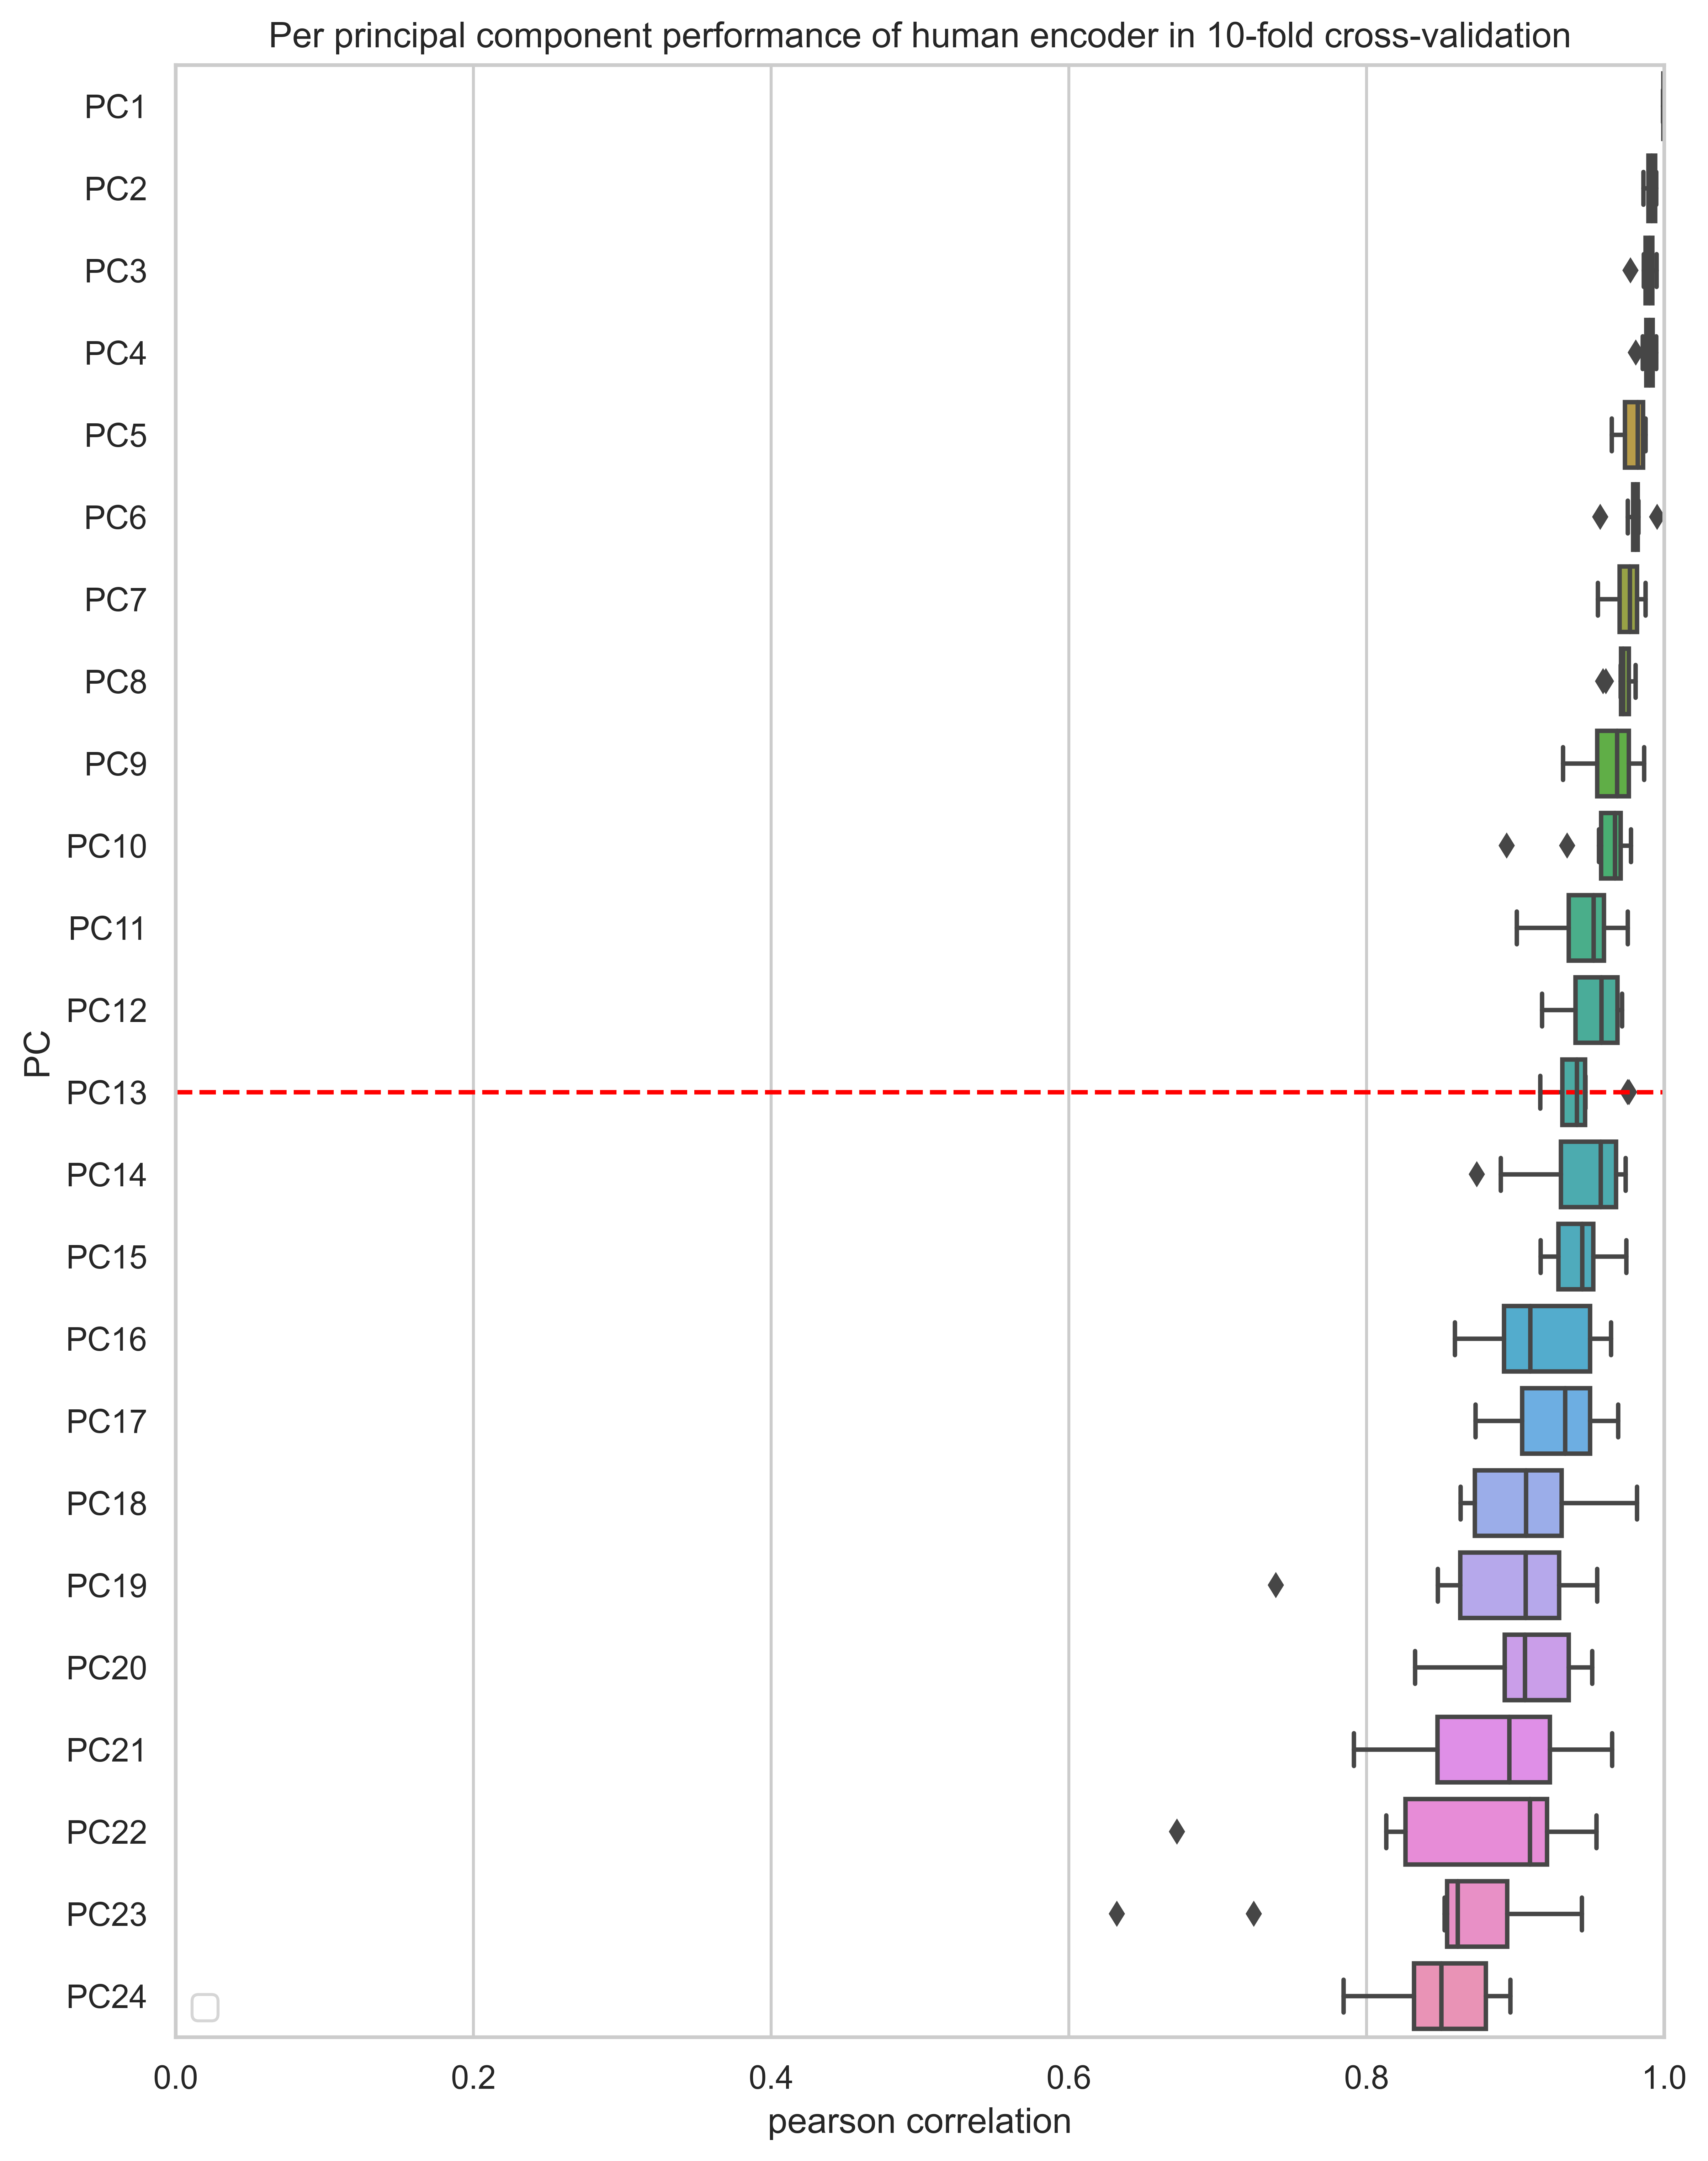 Per principal component performance of human encoder in 10-fold cross-validation
PC1
PC2
PC3
PC4
PC5
PC6
PC7
PC8
PC9
PC10
PC11
PC12
PC13
PC14
PC15
PC16
PC17
PC18
PC19
PC20
PC21
PC22
PC23
PC24
PC
0.0 0.2 0.4 0.6 0.8 1.0
pearson correlation